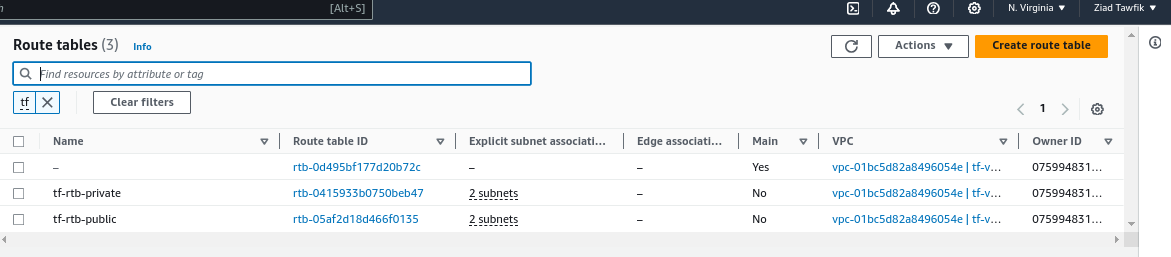 [Alt+S]
N. Virginia
Ziad Tawfik
Route tables (3) Info
Actions
Create route table
Find resources by attribute or tag
tf
Clear filters
1
Name Route table ID Explicit subnet associati... Edge associati... Main VPC Owner ID
– rtb-0d495bf177d20b72c – – Yes vpc-01bc5d82a8496054e | tf-v... 075994831...
tf-rtb-private rtb-0415933b0750beb47 2 subnets – No vpc-01bc5d82a8496054e | tf-v... 075994831...
tf-rtb-public rtb-05af2d18d466f0135 2 subnets – No vpc-01bc5d82a8496054e | tf-v... 075994831...